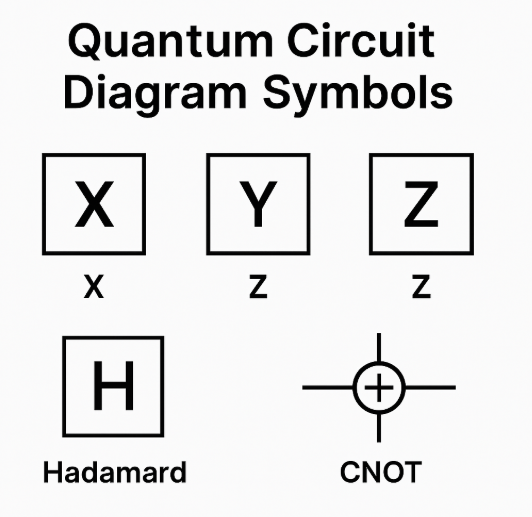 Quantum Circuit
Diagram Symbols
X Y Z
X Z Z
H
Hadamard CNOT